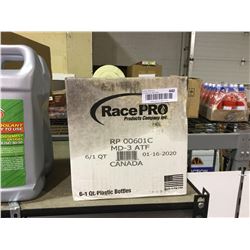 RacePRO
Products Company Inc.
RP 00601C
MD-3 ATF
6/1 QT 01-16-2020
CANADA
6-1 Qt. Plastic Bottles